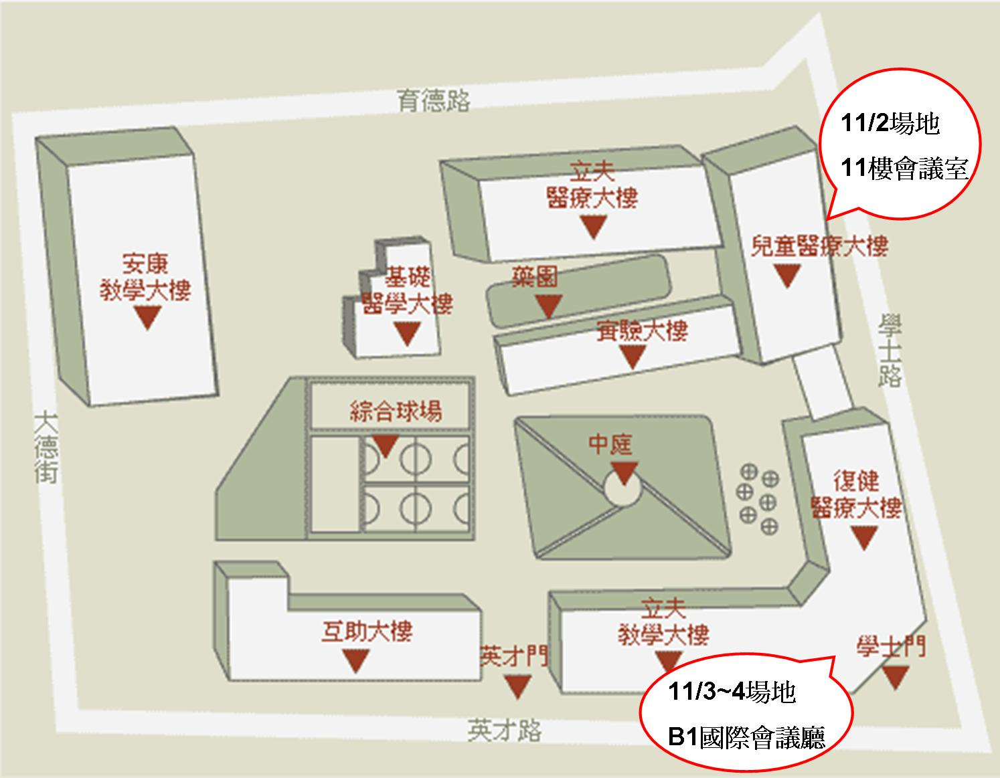 育德路
11/2場地
11樓會議室
立夫
醫療大樓
兒童醫療大樓
安康
教學大樓
基礎
醫學大樓
藥園
實驗大樓
學士路
綜合球場
大德街
中庭
復健
醫療大樓
互助大樓
立夫
教學大樓
英才門
學士門
11/3~4場地
B1國際會議廳
英才路